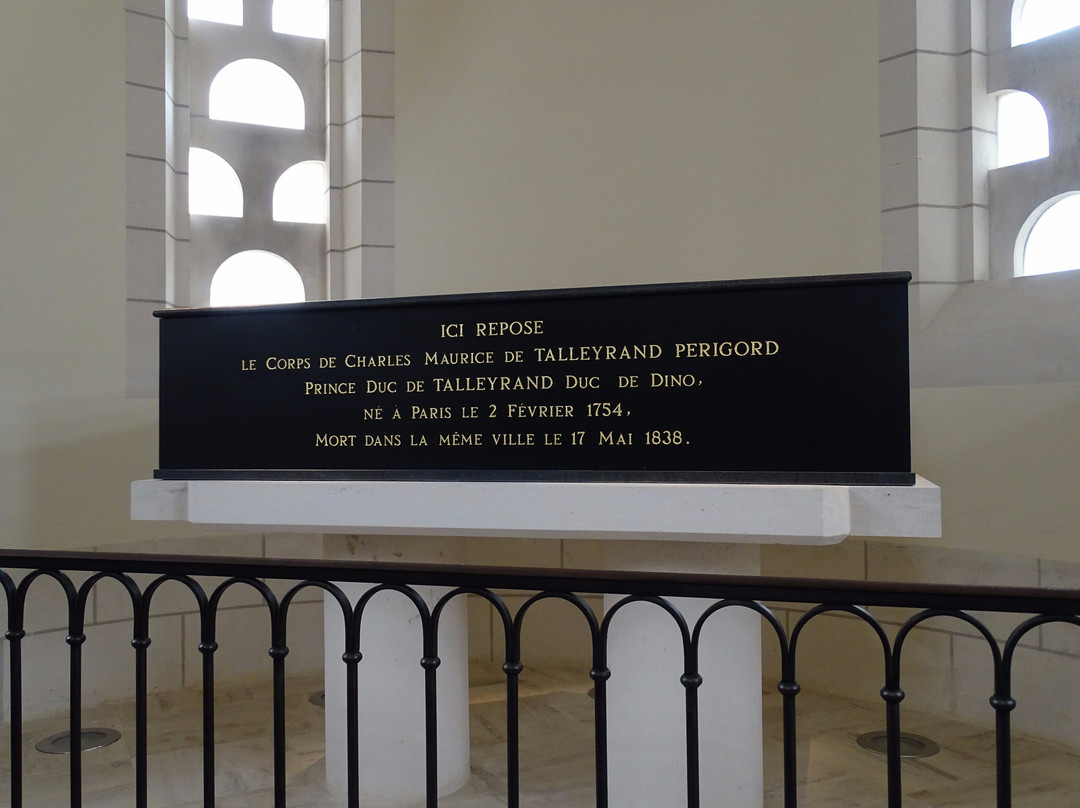 ICI REPOSE
LE CORPS DE CHARLES MAURICE DE TALLEYRAND PERIGORD
PRINCE DUC DE TALLEYRAND DUC DE DINO,
NÉ À PARIS LE 2 FÉVRIER 1754,
MORT DANS LA MÊME VILLE LE 17 MAI 1838.